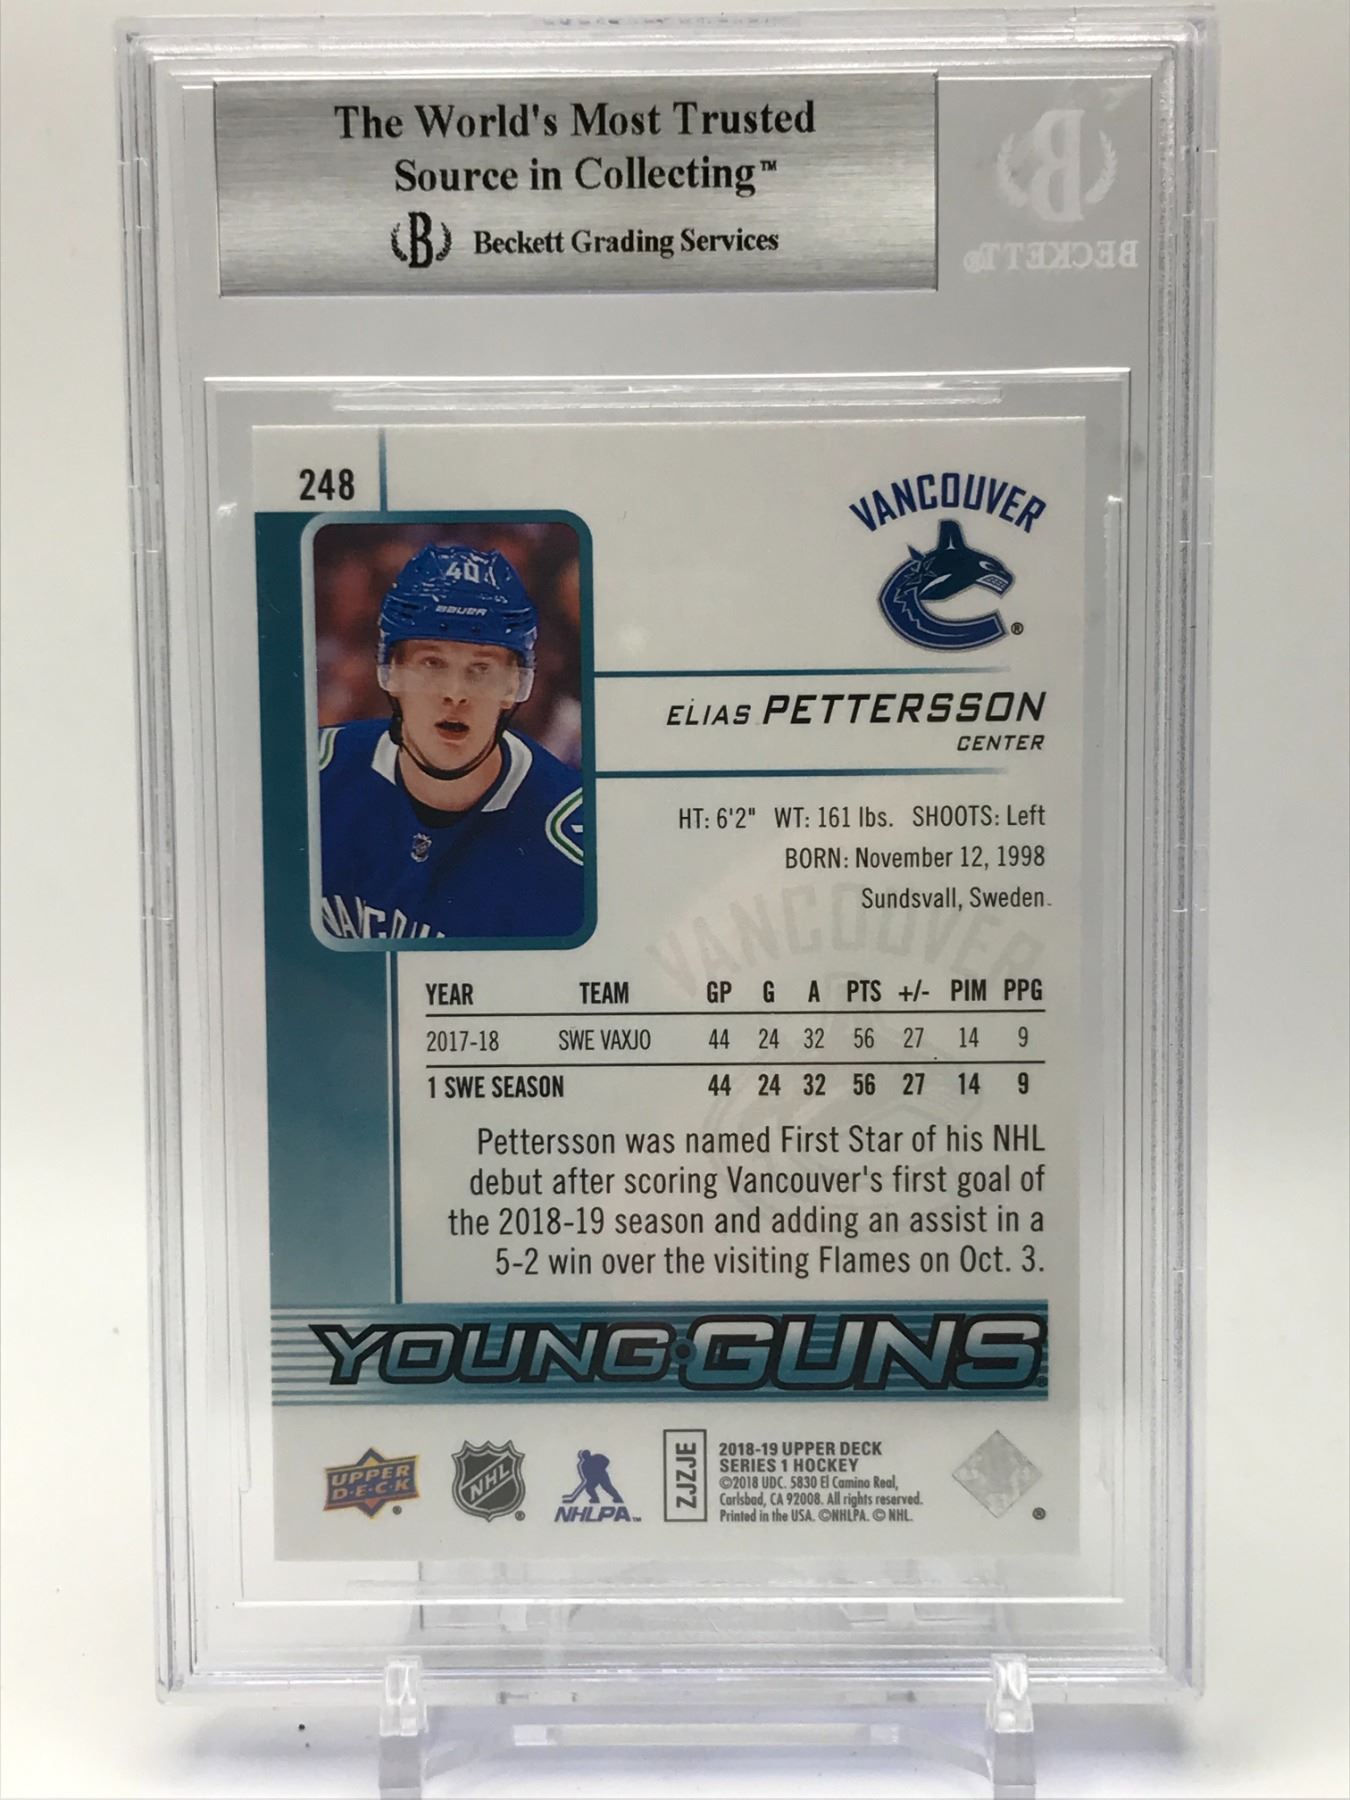 The World's Most Trusted
Source in Collecting™
B Beckett Grading Services
B
BECKETT®
248
VANCOUVER
®
40
BAUER
ELIAS PETTERSSON
CENTER
HT: 6'2" WT: 161 lbs. SHOOTS: Left
BORN: November 12, 1998
Sundsvall, Sweden
VANCOUVER
YEAR TEAM GP G A PTS +/- PIM PPG
2017-18 SWE VAXJO 44 24 32 56 27 14 9
1 SWE SEASON 44 24 32 56 27 14 9
Pettersson was named First Star of his NHL
debut after scoring Vancouver's first goal of
the 2018-19 season and adding an assist in a
5-2 win over the visiting Flames on Oct. 3.
YOUNG·GUNS®
UPPER
D·E·C·K®
NHL®
NHLPA™
ZJZJE
2018-19 UPPER DECK
SERIES 1 HOCKEY
©2018 UDC. 5830 El Camino Real,
Carlsbad, CA 92008. All rights reserved.
Printed in the USA. ©NHLPA. © NHL.
®